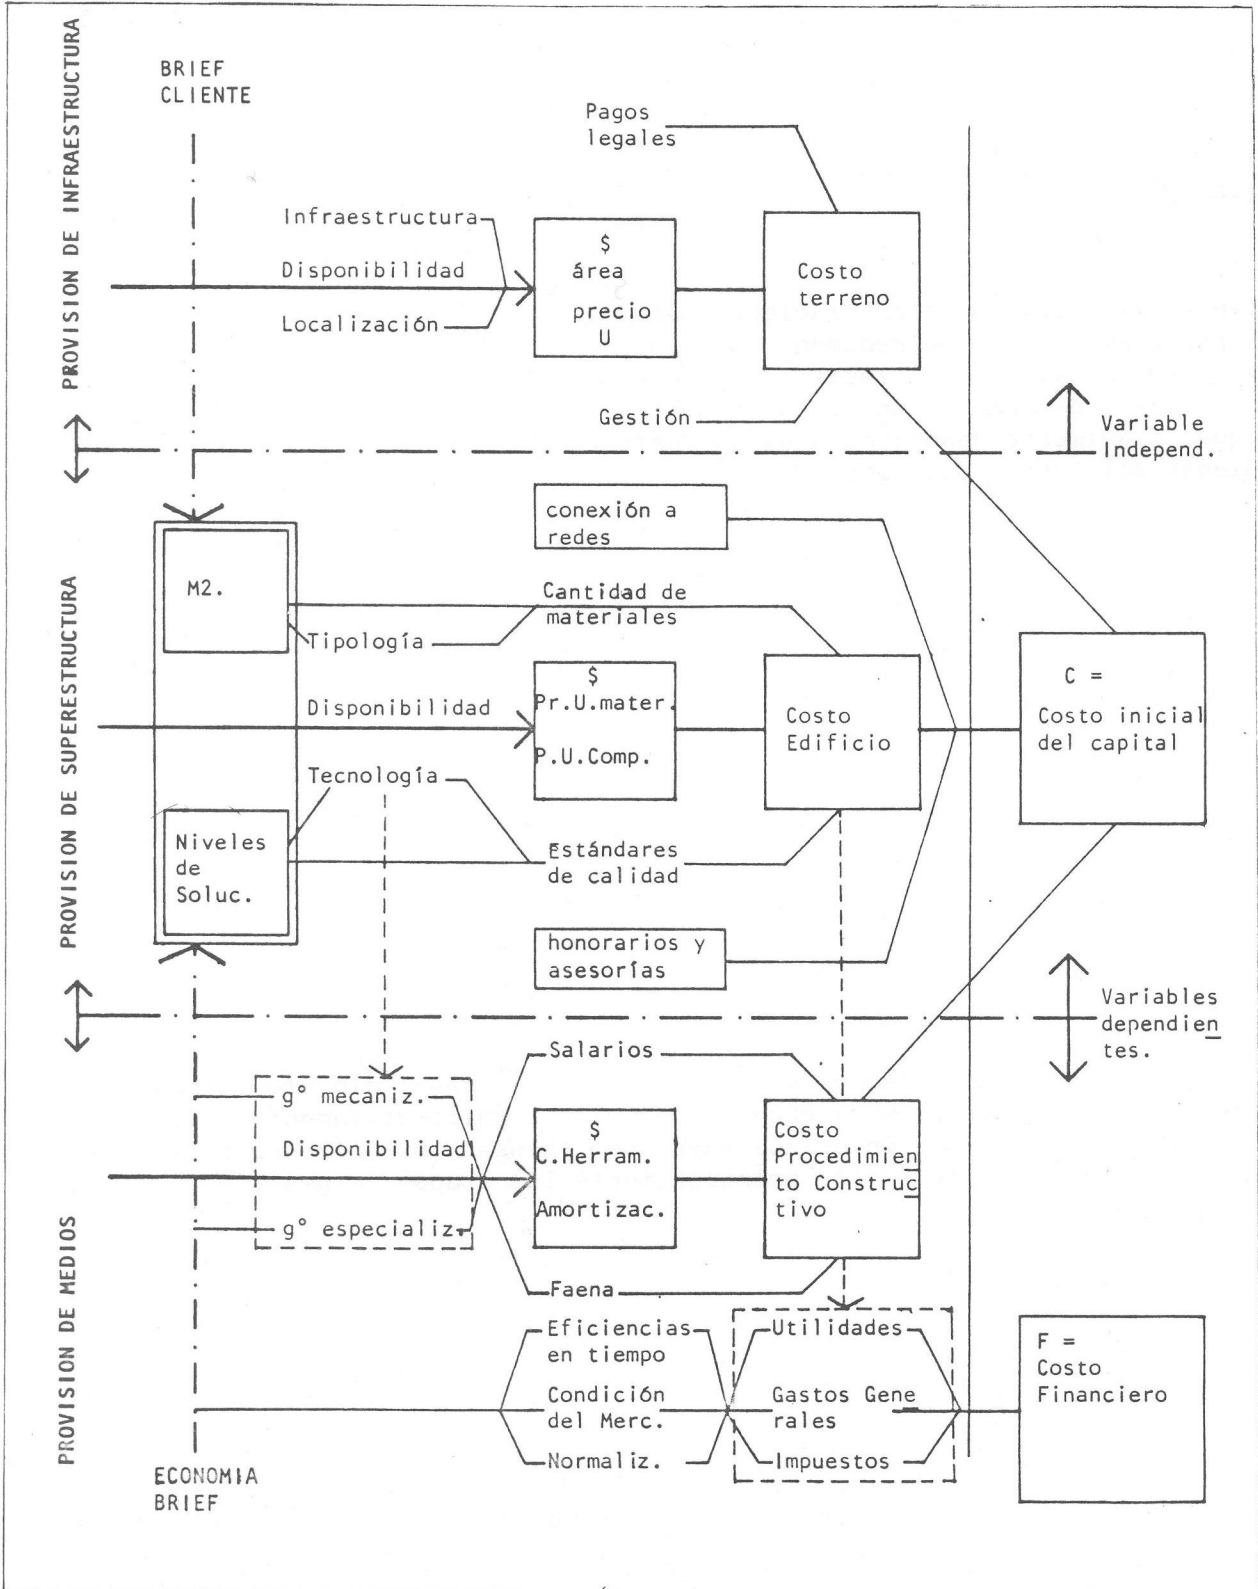 PROVISION DE INFRAESTRUCTURA
BRIEF
CLIENTE
Pagos
legales
Infraestructura
Disponibilidad
Localización
$
área
precio
U
Costo
terreno
Gestión
Variable
Independ.
PROVISION DE SUPERESTRUCTURA
conexión a
redes
M2.
Cantidad de
materiales
Tipología
Disponibilidad
$
Pr.U.mater.
P.U.Comp.
Costo
Edificio
C =
Costo inicial
del capital
Tecnología
Niveles
de
Soluc.
Estándares
de calidad
honorarios y
asesorías
Variables
dependien
tes.
PROVISION DE MEDIOS
Salarios
g° mecaniz.
Disponibilidad
g° especializ.
$
C.Herram.
Amortizac.
Costo
Procedimien
to Construc
tivo
Faena
Eficiencias
en tiempo
Condición
del Merc.
Normaliz.
Utilidades
Gastos Gene
rales
Impuestos
F =
Costo
Financiero
ECONOMIA
BRIEF